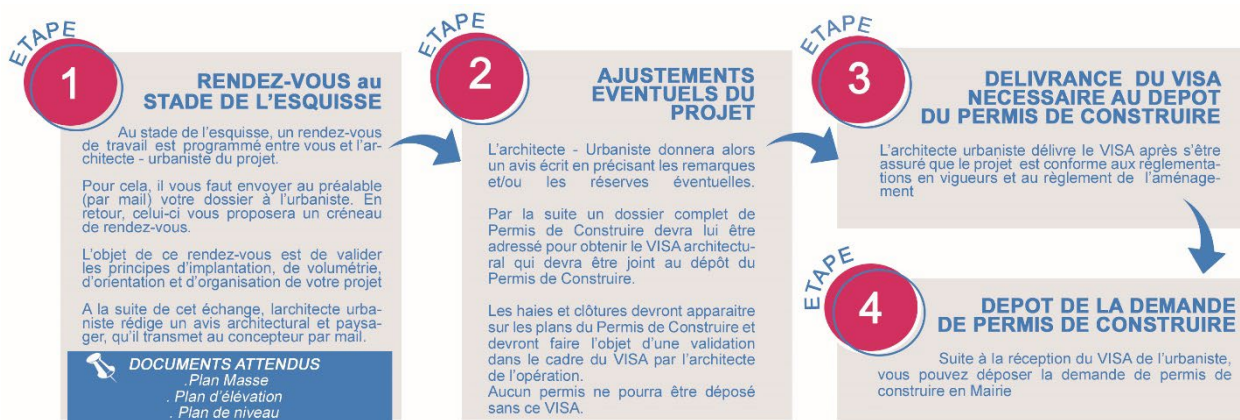 ETAPE
1
RENDEZ-VOUS au
STADE DE L'ESQUISSE
Au stade de l'esquisse, un rendez-vous
de travail est programmé entre vous et l'ar-
chitecte - urbaniste du projet.
Pour cela, il vous faut envoyer au préalable
(par mail) votre dossier à l'urbaniste. En
retour, celui-ci vous proposera un créneau
de rendez-vous.
L'objet de ce rendez-vous est de valider
les principes d'implantation, de volumétrie,
d'orientation et d'organisation de votre projet
A la suite de cet échange, larchitecte urba-
niste rédige un avis architectural et paysa-
ger, qu'il transmet au concepteur par mail.
DOCUMENTS ATTENDUS
.Plan Masse
. Plan d'élévation
. Plan de niveau
ETAPE
2
AJUSTEMENTS
EVENTUELS DU
PROJET
L'architecte - Urbaniste donnera alors
un avis écrit en précisant les remarques
et/ou les réserves éventuelles.
Par la suite un dossier complet de
Permis de Construire devra lui être
adressé pour obtenir le VISA architectu-
ral qui devra être joint au dépôt du
Permis de Construire.
Les haies et clôtures devront apparaitre
sur les plans du Permis de Construire et
devront faire l'objet d'une validation
dans le cadre du VISA par l'architecte
de l'opération.
Aucun permis ne pourra être déposé
sans ce VISA.
ETAPE
3
DELIVRANCE DU VISA
NECESSAIRE AU DEPOT
DU PERMIS DE CONSTRUIRE
L'architecte urbaniste délivre le VISA après s'être
assuré que le projet est conforme aux réglementa-
tions en vigueurs et au règlement de l'aménage-
ment
ETAPE
4
DEPOT DE LA DEMANDE
DE PERMIS DE CONSTRUIRE
Suite à la réception du VISA de l'urbaniste,
vous pouvez déposer la demande de permis de
construire en Mairie